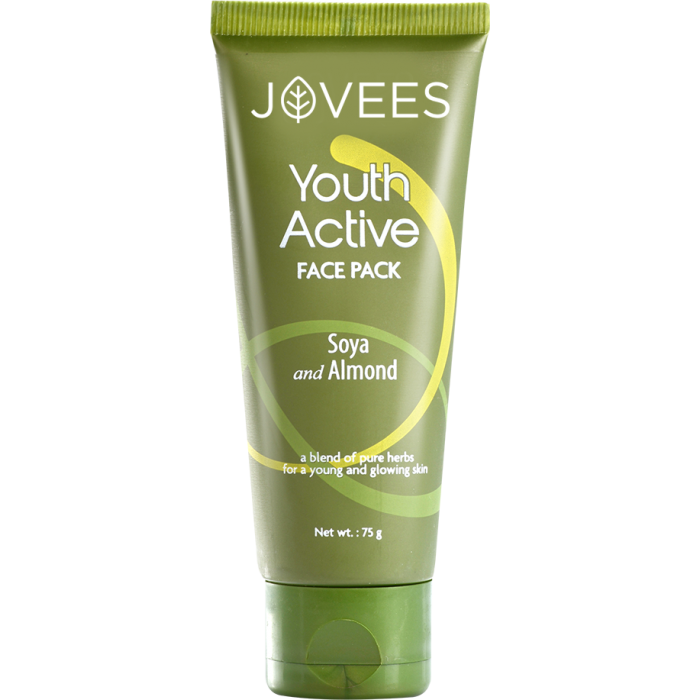 JOVEES
Youth
Active
FACE PACK
Soya
and Almond
a blend of pure herbs
for a young and glowing skin
Net wt. : 75 g